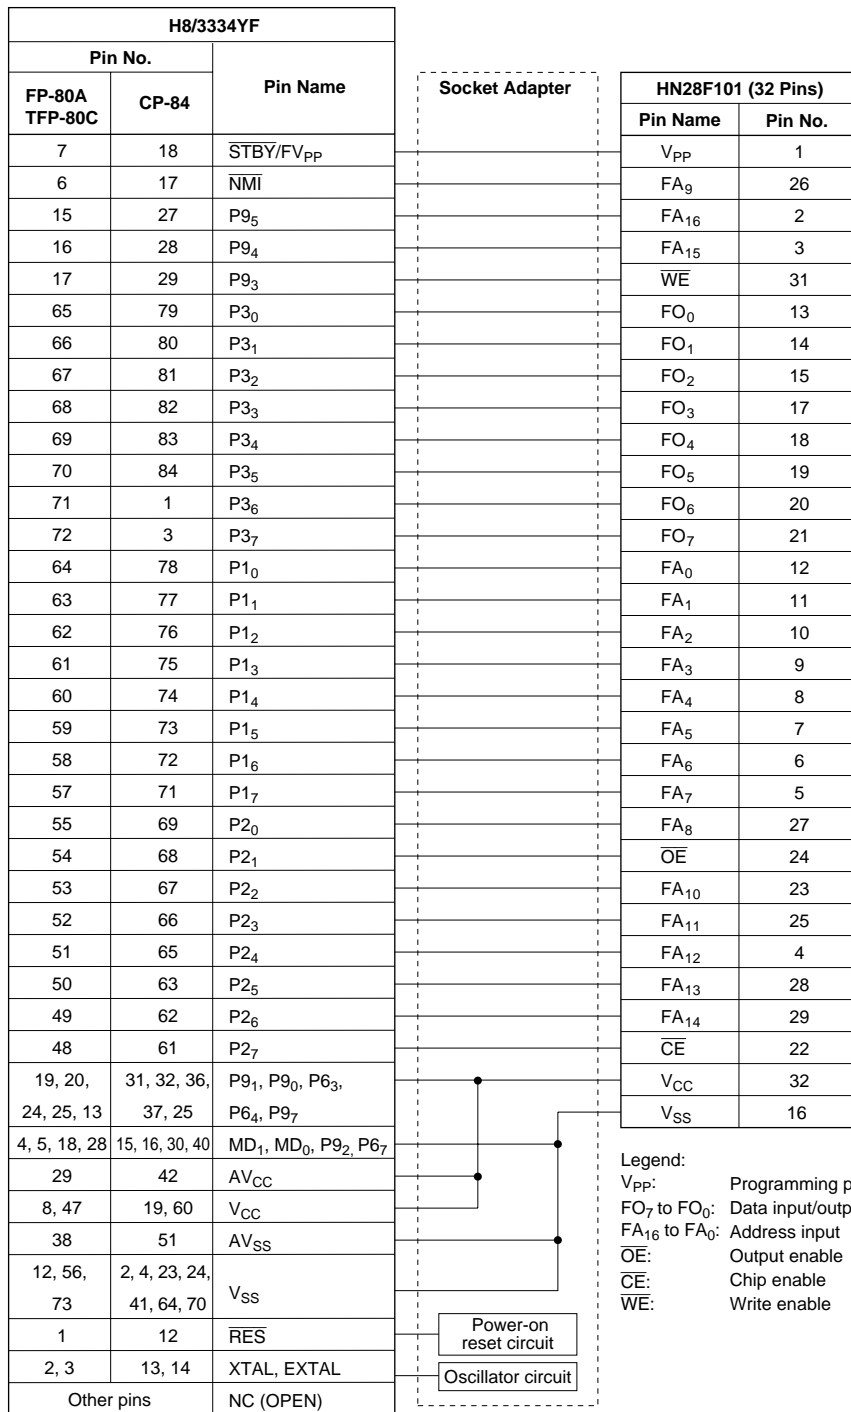 H8/3334YF
Pin No.
Pin Name
FP-80A
TFP-80C
CP-84
Socket Adapter
HN28F101 (32 Pins)
Pin Name Pin No.
7 18 S̅T̅B̅Y̅/FVPP VPP 1
6 17 N̅M̅I̅ FA9 26
15 27 P95 FA16 2
16 28 P94 FA15 3
17 29 P93 W̅E̅ 31
65 79 P30 FO0 13
66 80 P31 FO1 14
67 81 P32 FO2 15
68 82 P33 FO3 17
69 83 P34 FO4 18
70 84 P35 FO5 19
71 1 P36 FO6 20
72 3 P37 FO7 21
64 78 P10 FA0 12
63 77 P11 FA1 11
62 76 P12 FA2 10
61 75 P13 FA3 9
60 74 P14 FA4 8
59 73 P15 FA5 7
58 72 P16 FA6 6
57 71 P17 FA7 5
55 69 P20 FA8 27
54 68 P21 O̅E̅ 24
53 67 P22 FA10 23
52 66 P23 FA11 25
51 65 P24 FA12 4
50 63 P25 FA13 28
49 62 P26 FA14 29
48 61 P27 C̅E̅ 22
19, 20, 31, 32, 36, P91, P90, P63, VCC 32
24, 25, 13 37, 25 P64, P97 VSS 16
4, 5, 18, 28 15, 16, 30, 40 MD1, MD0, P92, P67
29 42 AVCC
8, 47 19, 60 VCC
38 51 AVSS
12, 56, 2, 4, 23, 24,
73 41, 64, 70 VSS
1 12 R̅E̅S̅
Power-on
reset circuit
2, 3 13, 14 XTAL, EXTAL
Oscillator circuit
Other pins NC (OPEN)
Legend:
VPP: Programming
FO7 to FO0: Data
FA16 to FA0: Address input
O̅E̅: Output enable
C̅E̅: Chip enable
W̅E̅: Write enable